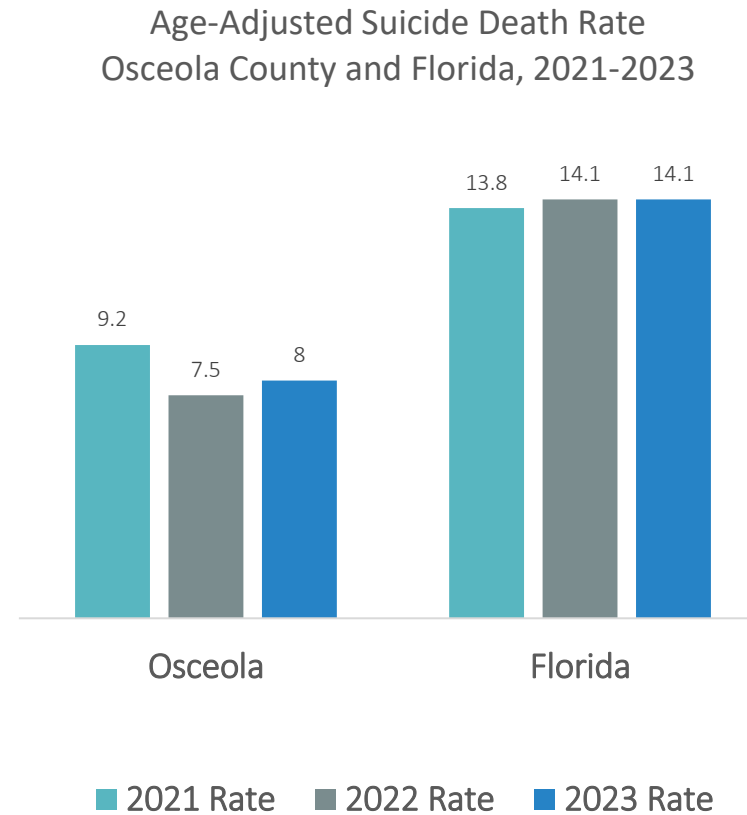 Age-Adjusted Suicide Death Rate
Osceola County and Florida, 2021-2023
9.2
7.5
8
13.8
14.1
14.1
Osceola
Florida
2021 Rate
2022 Rate
2023 Rate